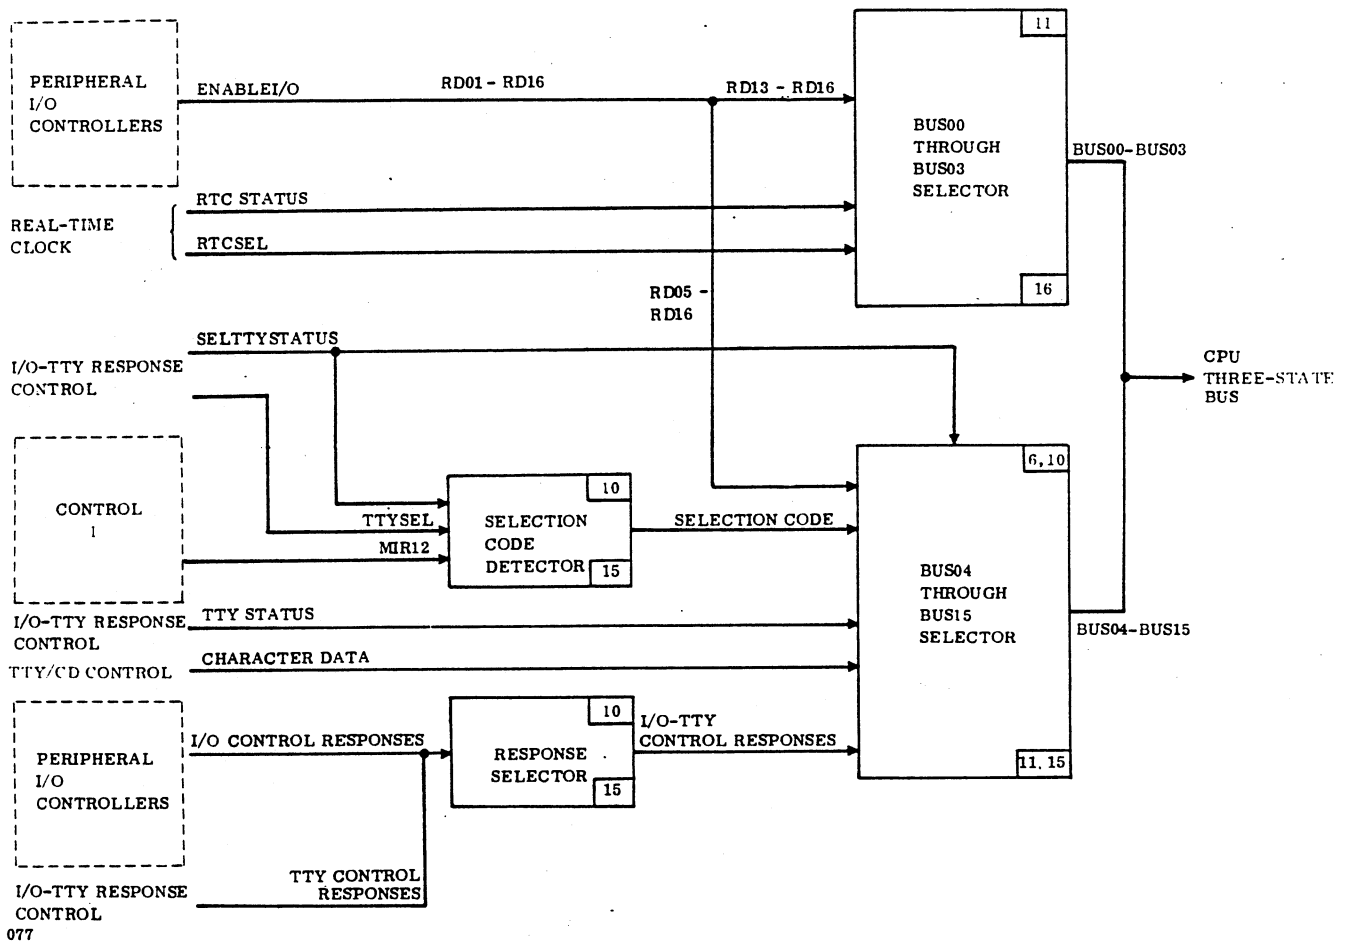 11
PERIPHERAL
I/O
CONTROLLERS
ENABLEI/O
RD01 - RD16
RD13 - RD16
BUS00
THROUGH
BUS03
SELECTOR
BUS00-BUS03
RTC STATUS
REAL-TIME
CLOCK
RTCSEL
16
RD05 -
RD16
SELTTYSTATUS
I/O-TTY RESPONSE
CONTROL
CPU
THREE-STATE
BUS
6,10
CONTROL
1
10
TTYSEL
MIR12
SELECTION
CODE
DETECTOR
15
SELECTION CODE
BUS04
THROUGH
BUS15
SELECTOR
BUS04-BUS15
I/O-TTY RESPONSE
CONTROL
TTY STATUS
TTY/CD CONTROL
CHARACTER DATA
PERIPHERAL
I/O
CONTROLLERS
I/O CONTROL RESPONSES
10
RESPONSE
SELECTOR
15
I/O-TTY
CONTROL RESPONSES
11, 15
TTY CONTROL
RESPONSES
I/O-TTY RESPONSE
CONTROL
077